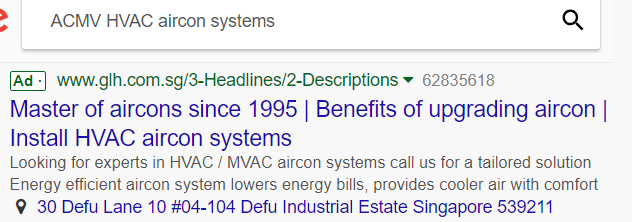 ACMV HVAC aircon systems
Ad · www.glh.com.sg/3-Headlines/2-Descriptions 62835618
Master of aircons since 1995 | Benefits of upgrading aircon |
Install HVAC aircon systems
Looking for experts in HVAC / MVAC aircon systems call us for a tailored solution
Energy efficient aircon system lowers energy bills, provides cooler air with comfort
30 Defu Lane 10 #04-104 Defu Industrial Estate Singapore 539211